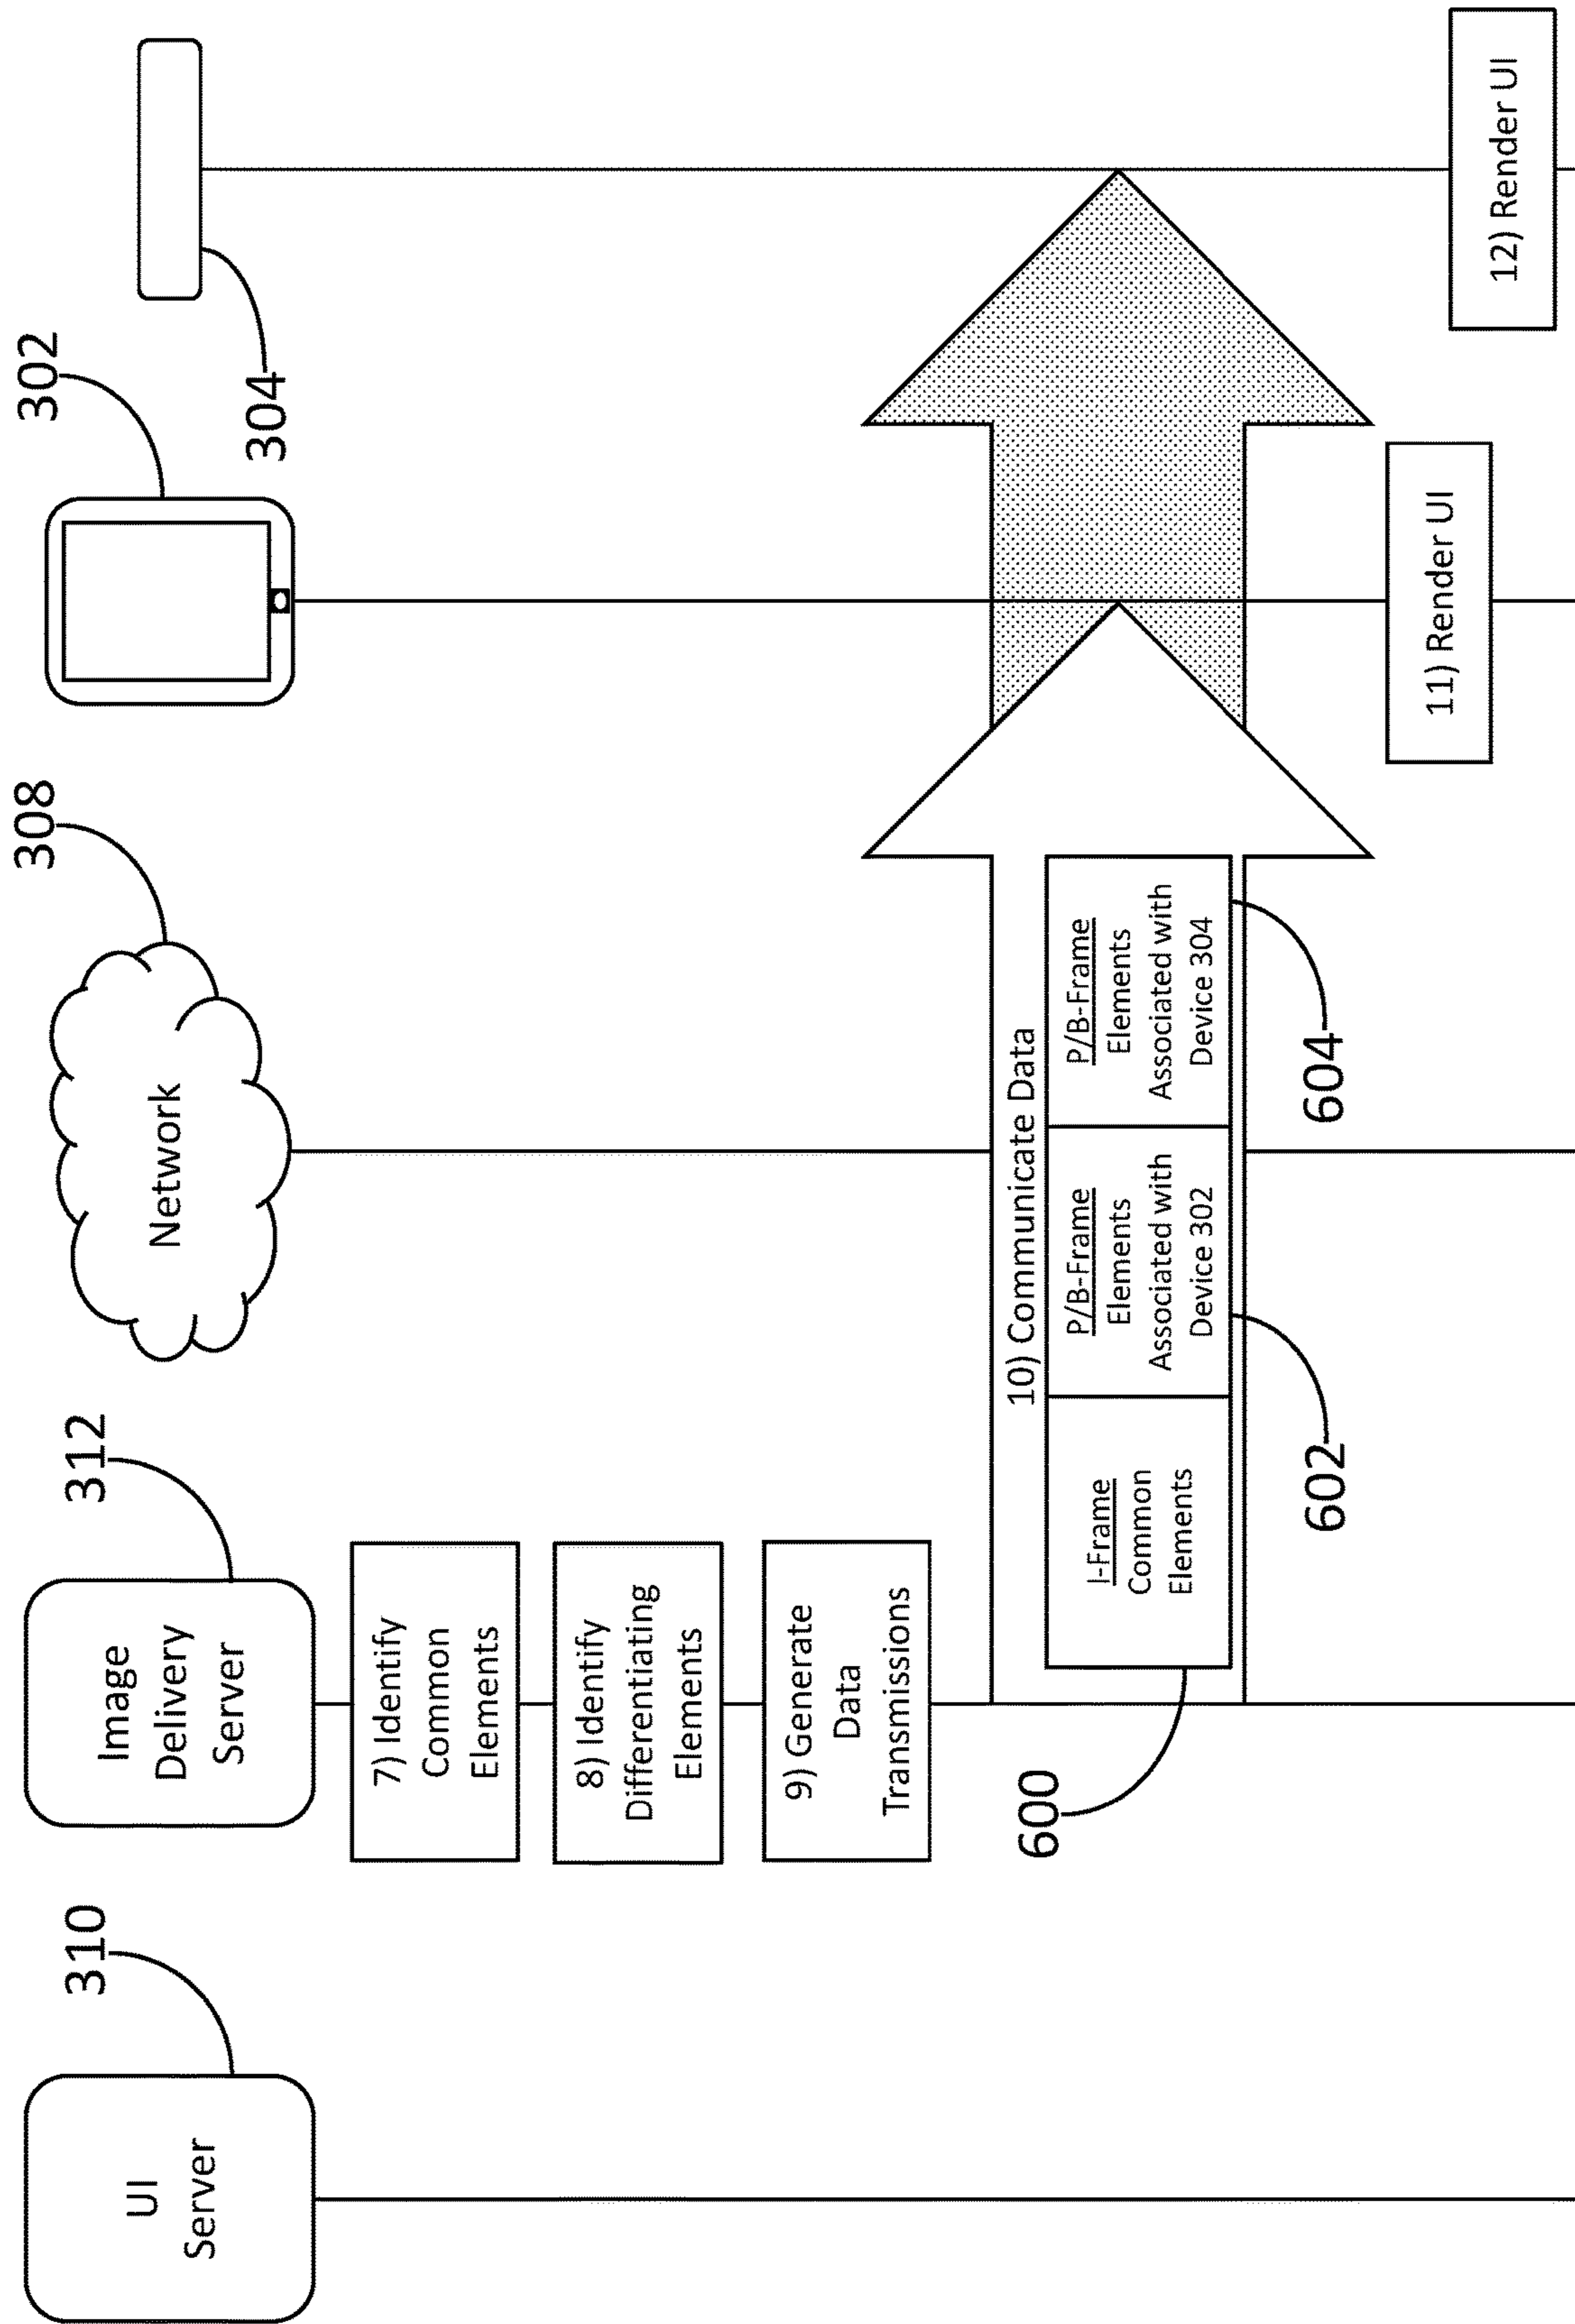 UI
Server
310
Image
Delivery
Server
312
Network
308
302
304
7) Identify
Common
Elements
8) Identify
Differentiating
Elements
9) Generate
Data
Transmissions
10) Communicate Data
I-Frame
Common
Elements
P/B-Frame
Elements
Associated with
Device 302
P/B-Frame
Elements
Associated with
Device 304
600
602
604
11) Render UI
12) Render UI